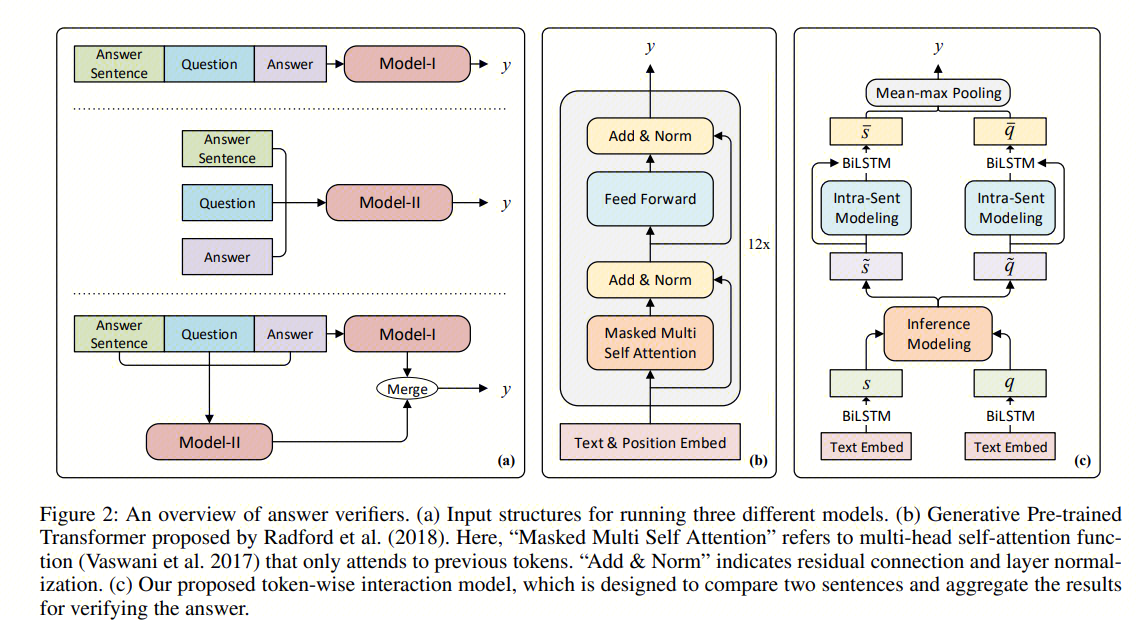 Answer
Sentence
Question
Answer
Model-I
y
Answer
Sentence
Question
Answer
Model-II
y
Answer
Sentence
Question
Answer
Model-I
Merge
y
Model-II
(a)
y
Add & Norm
Feed Forward
12x
Add & Norm
Masked Multi
Self Attention
Text & Position Embed
(b)
y
Mean-max Pooling
s̄
q̄
BiLSTM
BiLSTM
Intra-Sent
Modeling
Intra-Sent
Modeling
s̃
q̃
Inference
Modeling
s
q
BiLSTM
BiLSTM
Text Embed
Text Embed
(c)
Figure 2: An overview of answer verifiers. (a) Input structures for running three different models. (b) Generative Pre-trained
Transformer proposed by Radford et al. (2018). Here, “Masked Multi Self Attention” refers to multi-head self-attention func-
tion (Vaswani et al. 2017) that only attends to previous tokens. “Add & Norm” indicates residual connection and layer normal-
ization. (c) Our proposed token-wise interaction model, which is designed to compare two sentences and aggregate the results
for verifying the answer.